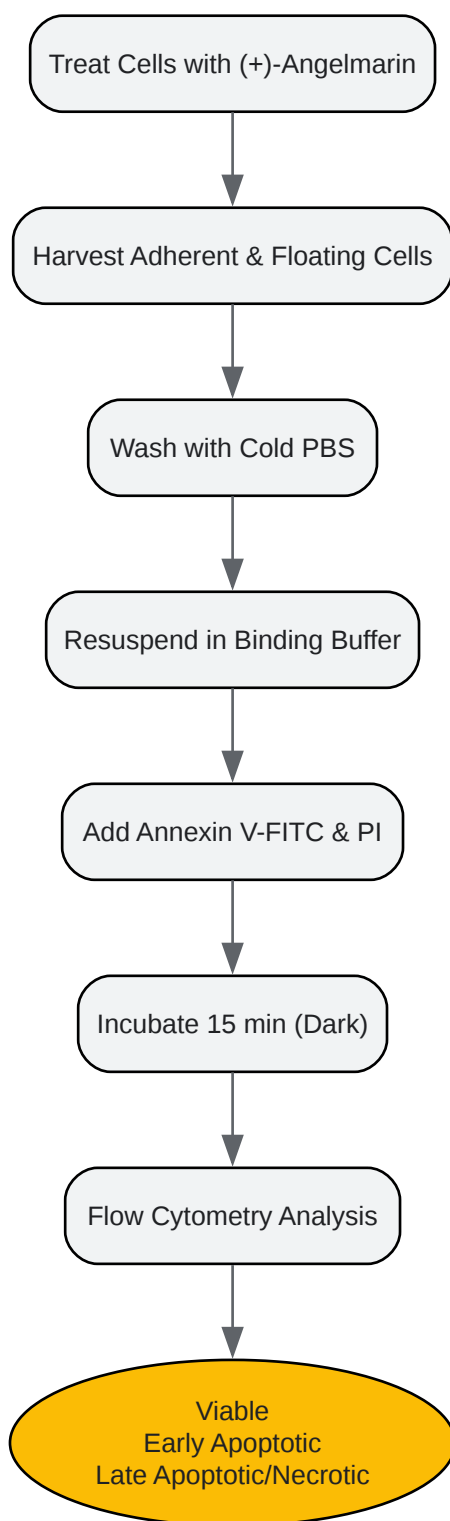 Treat Cells with (+)-Angelmarin
Harvest Adherent & Floating Cells
Wash with Cold PBS
Resuspend in Binding Buffer
Add Annexin V-FITC & PI
Incubate 15 min (Dark)
Flow Cytometry Analysis
Viable
Early Apoptotic
Late Apoptotic/Necrotic